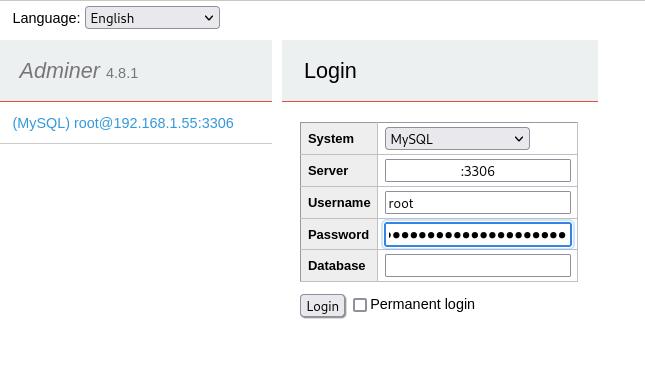 Language: English
Adminer 4.8.1
Login
(MySQL) root@192.168.1.55:3306
System MySQL
Server :3306
Username root
Password ●●●●●●●●●●●●●●●●●●●●
Database
Login Permanent login